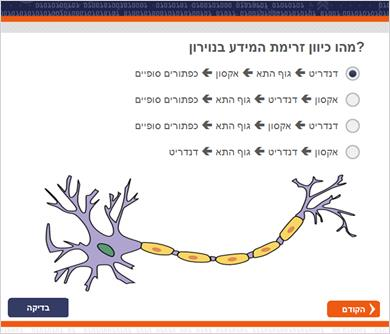 מהו כיוון זרימת המידע בנוירון?
דנדריט 🡸 גוף התא 🡸 אקסון 🡸 כפתורים סופיים
אקסון 🡸 דנדריט 🡸 גוף התא 🡸 כפתורים סופיים
דנדריט 🡸 אקסון 🡸 גוף התא 🡸 כפתורים סופיים
אקסון 🡸 דנדריט 🡸 גוף התא 🡸 דנדריט
הקודם
בדיקה